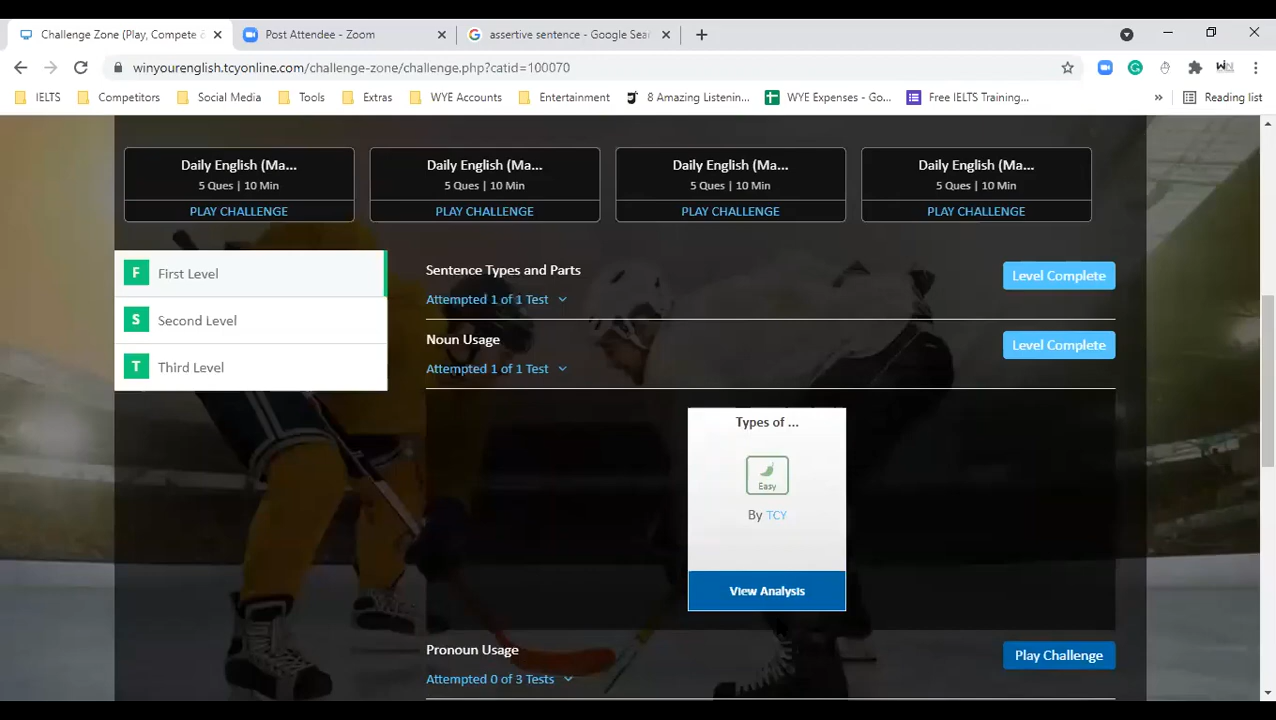 Challenge Zone (Play, Compete &
Post Attendee - Zoom
assertive sentence - Google Sea
winyourenglish.tcyonline.com/challenge-zone/challenge.php?catid=100070
IELTS
Competitors
Social Media
Tools
Extras
WYE Accounts
Entertainment
8 Amazing Listenin...
WYE Expenses - Go...
Free IELTS Training...
»
Reading list
Daily English (Ma...
5 Ques | 10 Min
PLAY CHALLENGE
Daily English (Ma...
5 Ques | 10 Min
PLAY CHALLENGE
Daily English (Ma...
5 Ques | 10 Min
PLAY CHALLENGE
Daily English (Ma...
5 Ques | 10 Min
PLAY CHALLENGE
F First Level
S Second Level
T Third Level
Sentence Types and Parts
Attempted 1 of 1 Test
Level Complete
Noun Usage
Attempted 1 of 1 Test
Level Complete
Types of ...
Easy
By TCY
View Analysis
Pronoun Usage
Attempted 0 of 3 Tests
Play Challenge